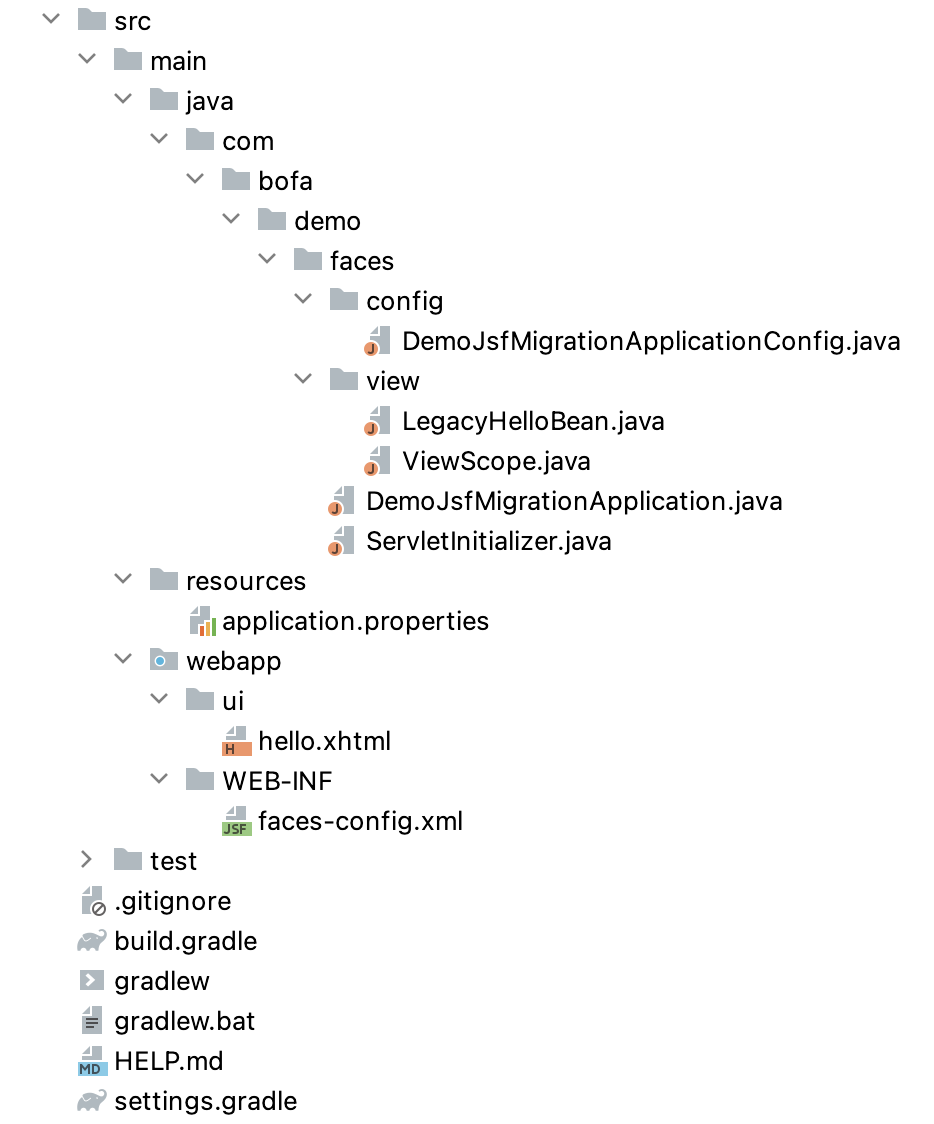 src
main
java
com
bofa
demo
faces
config
J DemoJsfMigrationApplicationConfig.java
view
J LegacyHelloBean.java
J ViewScope.java
J DemoJsfMigrationApplication.java
J ServletInitializer.java
resources
application.properties
webapp
ui
H hello.xhtml
WEB-INF
JSF faces-config.xml
test
.gitignore
build.gradle
gradlew
gradlew.bat
MD HELP.md
settings.gradle